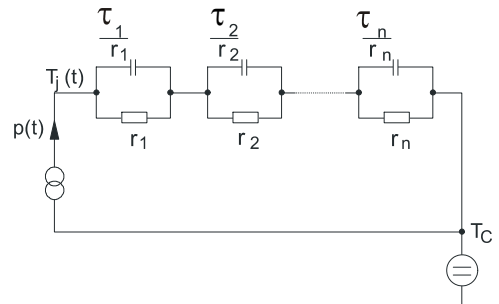 τ1/r1 τ2/r2 τn/rn
Tj (t)
r1 r2 rn
p(t)
TC